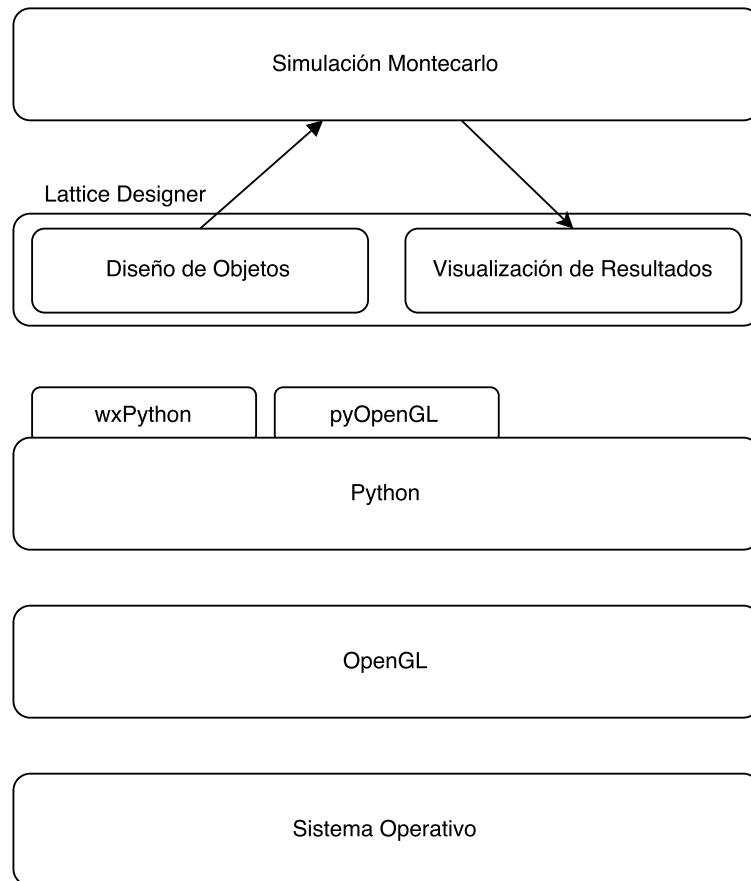 Simulación Montecarlo
Lattice Designer
Diseño de Objetos
Visualización de Resultados
wxPython
pyOpenGL
Python
OpenGL
Sistema Operativo